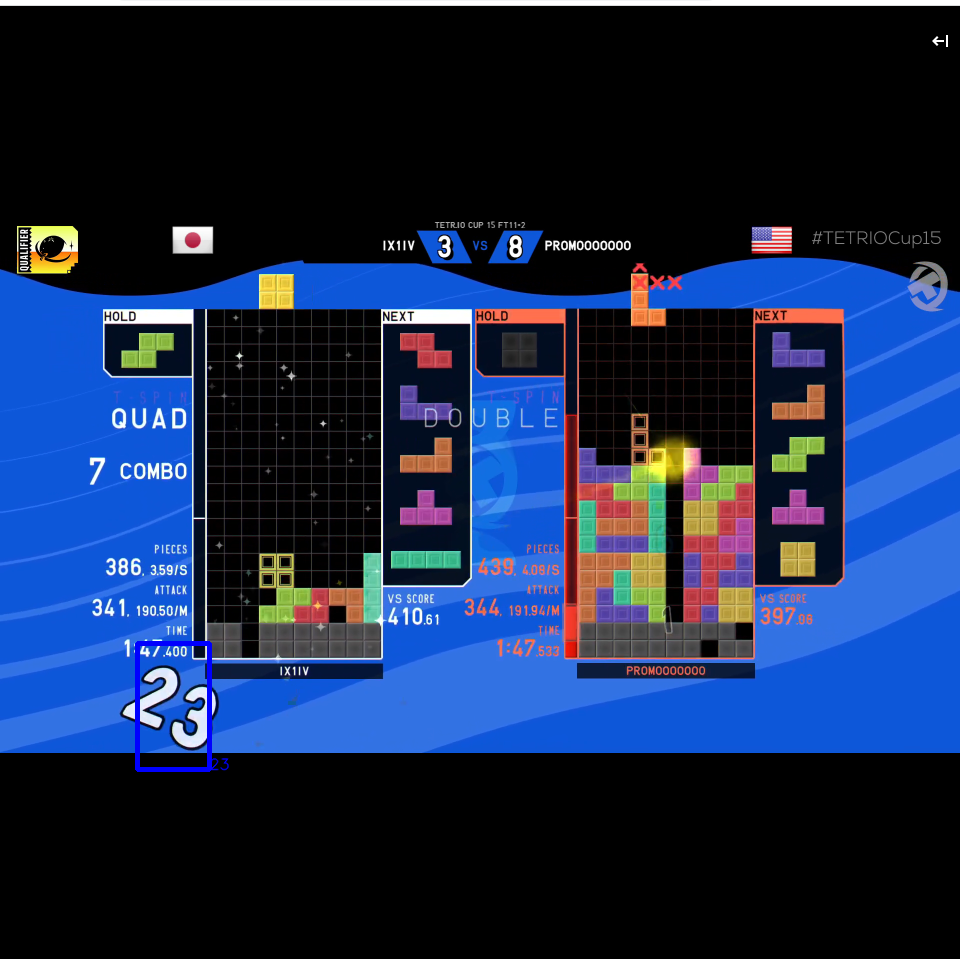 TETR.IO CUP 15 FT11·2
QUALIFIER
IX1IV 3 VS 8 PROMOOOOOOO
#TETRIOCup15
HOLD
NEXT
HOLD
NEXT
T-SPIN
QUAD
T-SPIN
DOUBLE
7 COMBO
PIECES
386, 3.59/S
ATTACK
341, 190.50/M
TIME
1:47.400
VS SCORE
410.61
PIECES
439, 4.08/S
ATTACK
344, 191.94/M
TIME
1:47.533
VS SCORE
397.06
IX1IV
PROMOOOOOOO
23
23